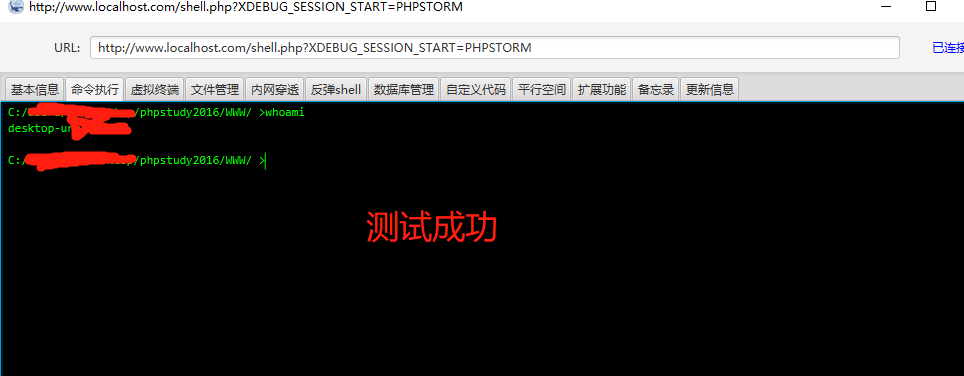 http://www.localhost.com/shell.php?XDEBUG_SESSION_START=PHPSTORM
URL: http://www.localhost.com/shell.php?XDEBUG_SESSION_START=PHPSTORM 已连接
基本信息 命令执行 虚拟终端 文件管理 内网穿透 反弹shell 数据库管理 自定义代码 平行空间 扩展功能 备忘录 更新信息
C:/ /phpstudy2016/WWW/ >whoami
desktop-un
C:/ /phpstudy2016/WWW/ >
测试成功